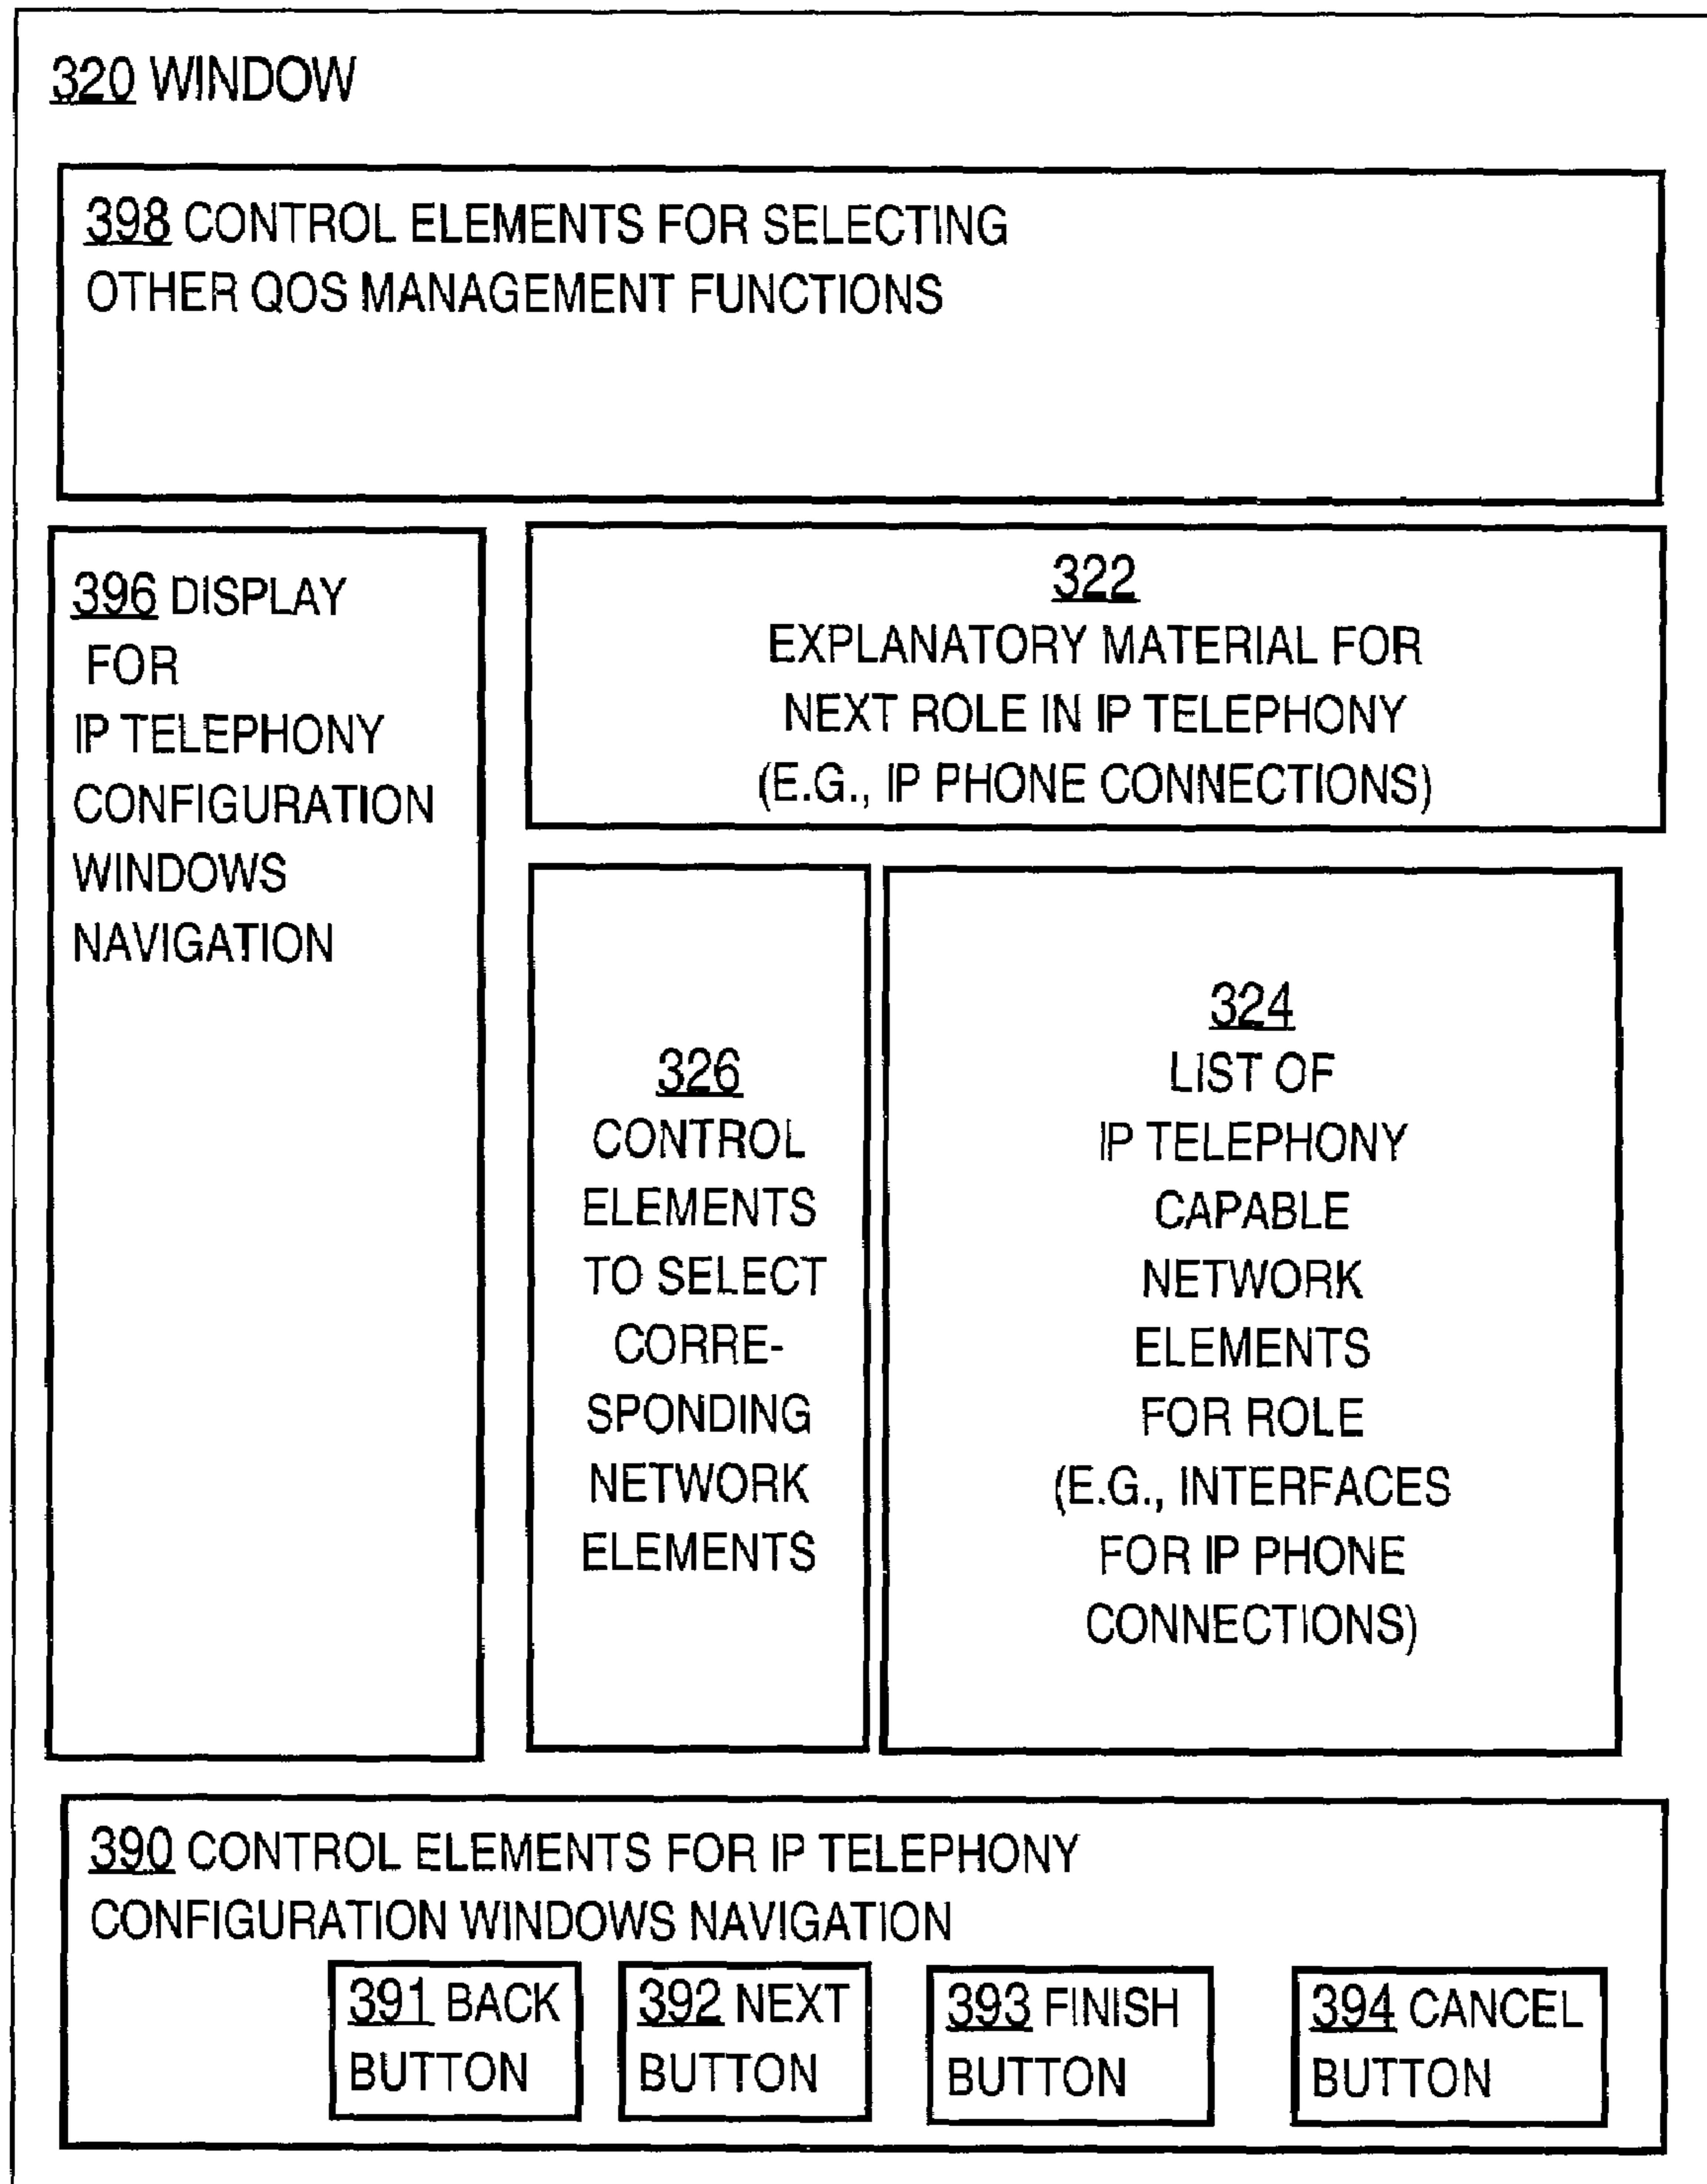 320 WINDOW
398 CONTROL ELEMENTS FOR SELECTING
OTHER QOS MANAGEMENT FUNCTIONS
396 DISPLAY
FOR
IP TELEPHONY
CONFIGURATION
WINDOWS
NAVIGATION
322
EXPLANATORY MATERIAL FOR
NEXT ROLE IN IP TELEPHONY
(E.G., IP PHONE CONNECTIONS)
326
CONTROL
ELEMENTS
TO SELECT
CORRE-
SPONDING
NETWORK
ELEMENTS
324
LIST OF
IP TELEPHONY
CAPABLE
NETWORK
ELEMENTS
FOR ROLE
(E.G., INTERFACES
FOR IP PHONE
CONNECTIONS)
390 CONTROL ELEMENTS FOR IP TELEPHONY
CONFIGURATION WINDOWS NAVIGATION
391 BACK
BUTTON
392 NEXT
BUTTON
393 FINISH
BUTTON
394 CANCEL
BUTTON